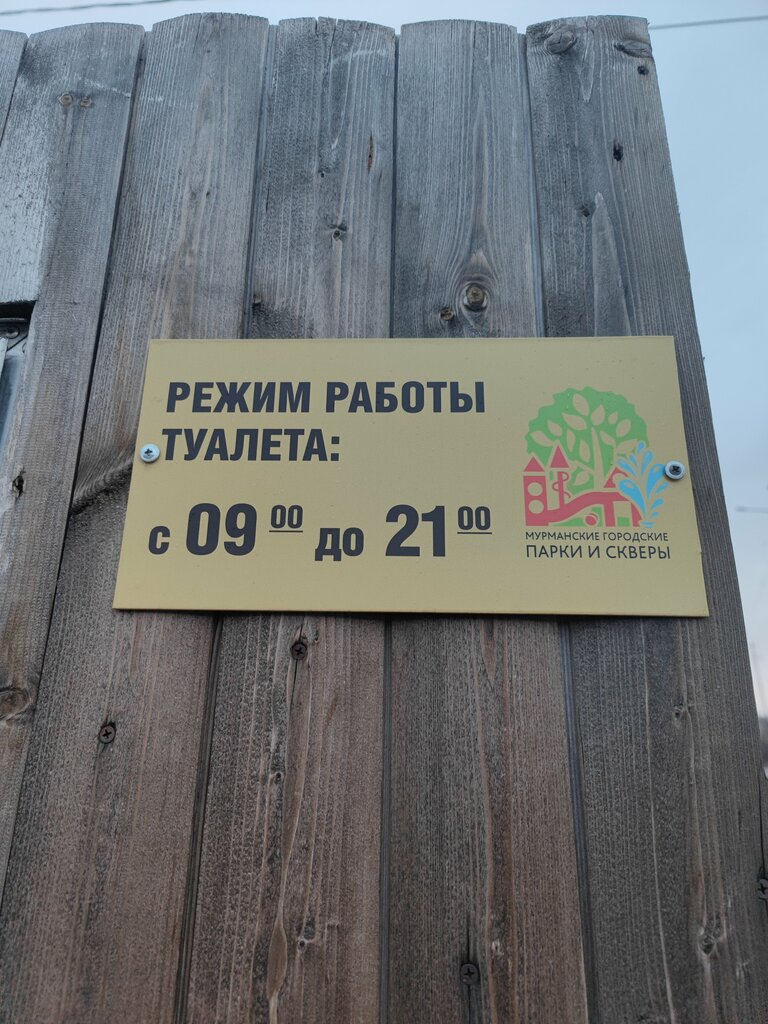 РЕЖИМ РАБОТЫ
ТУАЛЕТА:
с 09 00 до 21 00
МУРМАНСКИЕ ГОРОДСКИЕ
ПАРКИ И СКВЕРЫ